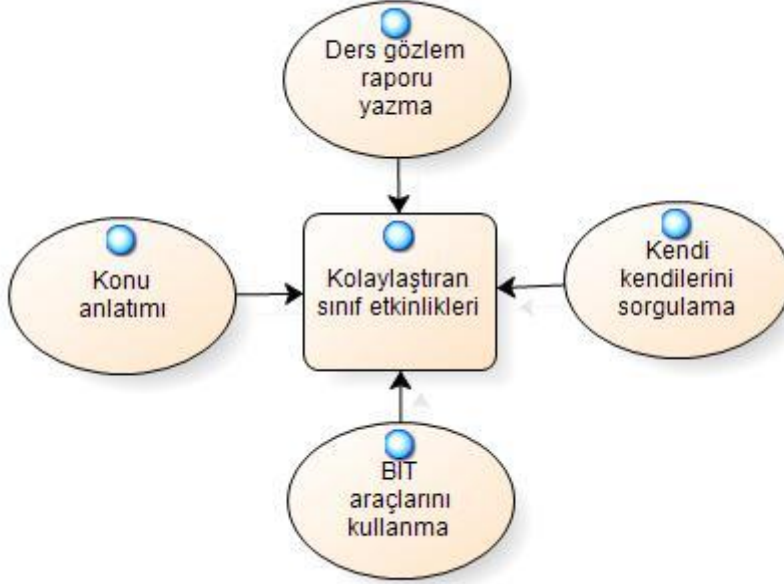 Ders gözlem
raporu
yazma
Konu
anlatımı
Kolaylaştıran
sınıf etkinlikleri
Kendi
kendilerini
sorgulama
BİT
araçlarını
kullanma